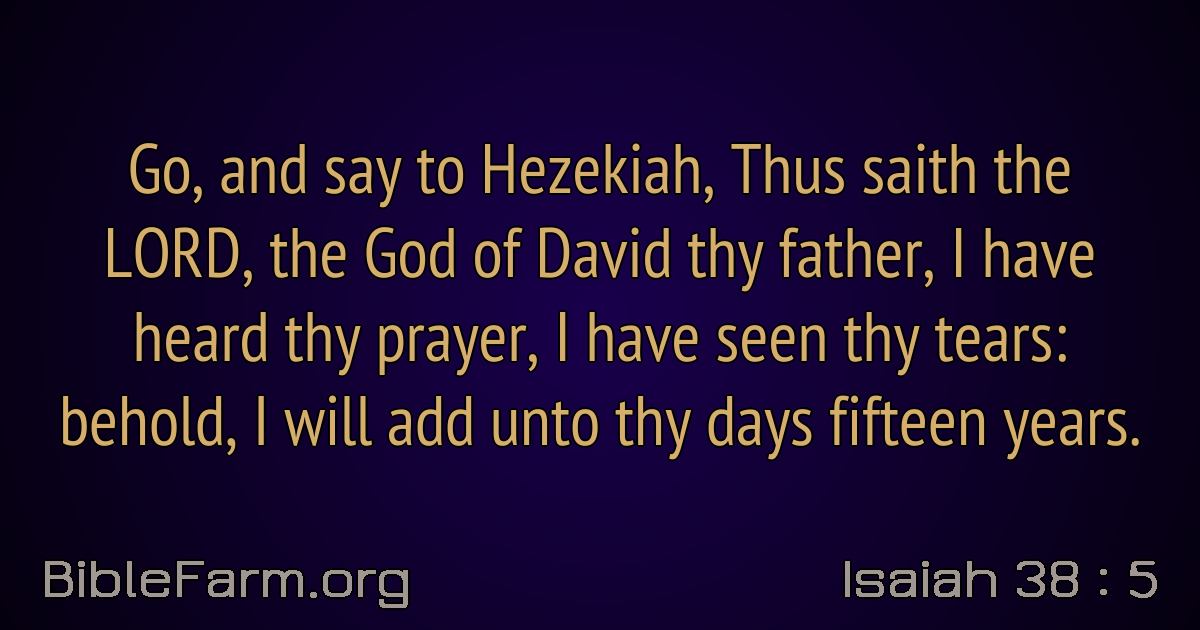 Go, and say to Hezekiah, Thus saith the
LORD, the God of David thy father, I have
heard thy prayer, I have seen thy tears:
behold, I will add unto thy days fifteen years.
BibleFarm.org
Isaiah 38 : 5